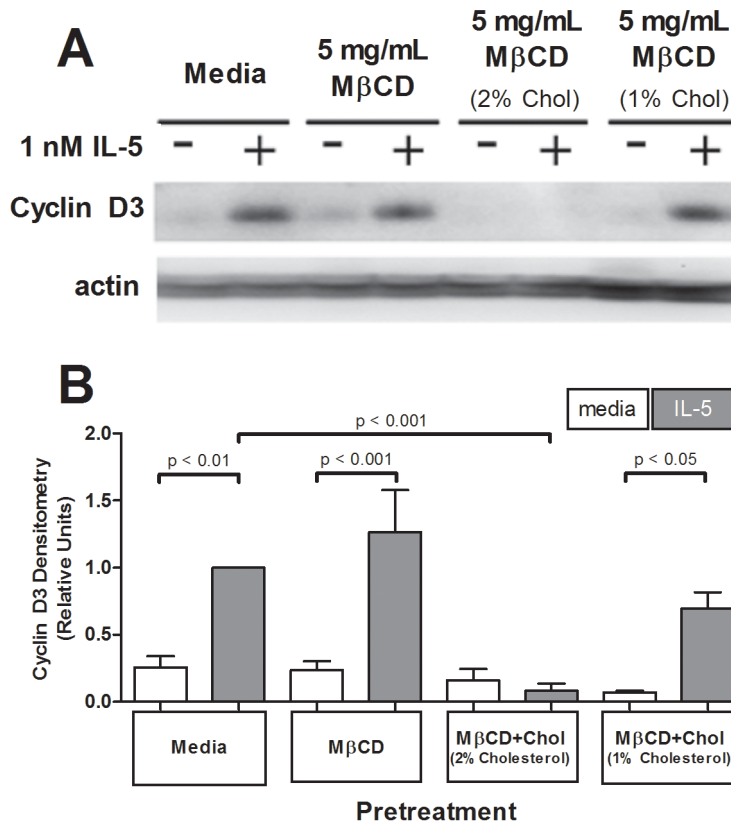 A
Media
5 mg/mL
MβCD
5 mg/mL
MβCD
(2% Chol)
5 mg/mL
MβCD
(1% Chol)
1 nM IL-5 - + - + - + - +
Cyclin D3
actin
B
media IL-5
p < 0.001
p < 0.01 p < 0.001 p < 0.05
Cyclin D3 Densitometry
(Relative Units)
2.0
1.5
1.0
0.5
0.0
Media
MβCD
MβCD+Chol
(2% Cholesterol)
MβCD+Chol
(1% Cholesterol)
Pretreatment